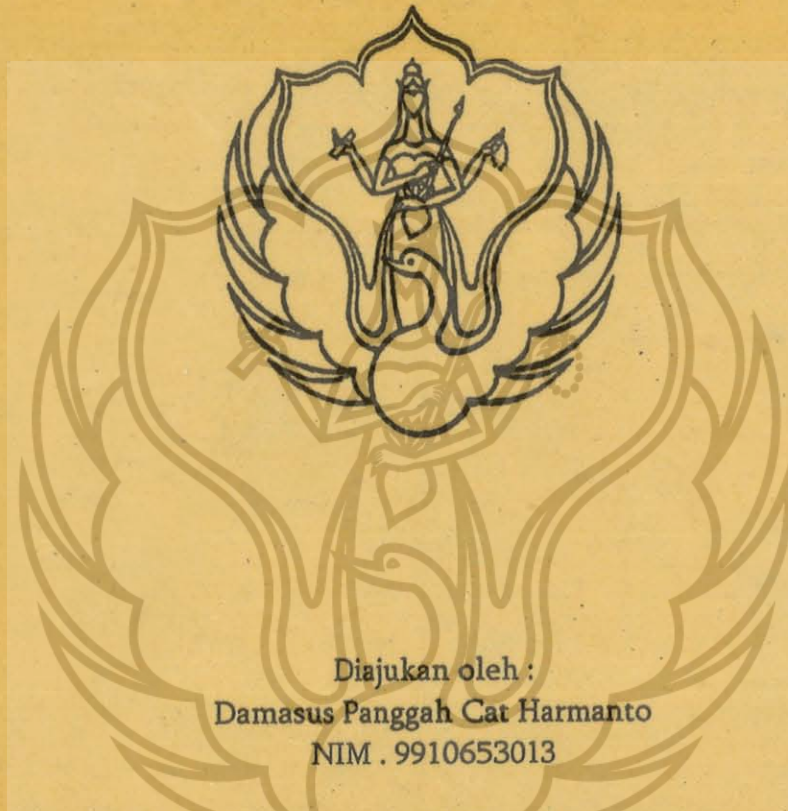 Diajukan oleh :
Damasus Panggah Cat Harmanto
NIM . 9910653013